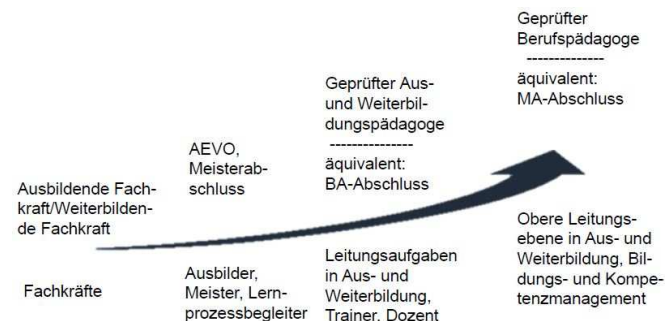 Ausbildende Fach-
kraft/Weiterbilden-
de Fachkraft
Fachkräfte
AEVO,
Meisterab-
schluss
Ausbilder,
Meister, Lern-
prozessbegleiter
Geprüfter Aus-
und Weiterbil-
dungspädagoge
---------------
äquivalent:
BA-Abschluss
Leitungsaufgaben
in Aus- und
Weiterbildung,
Trainer, Dozent
Geprüfter
Berufspädagoge
--------------
äquivalent:
MA-Abschluss
Obere Leitungs-
ebene in Aus- und
Weiterbildung, Bil-
dungs- und Kompe-
tenzmanagement